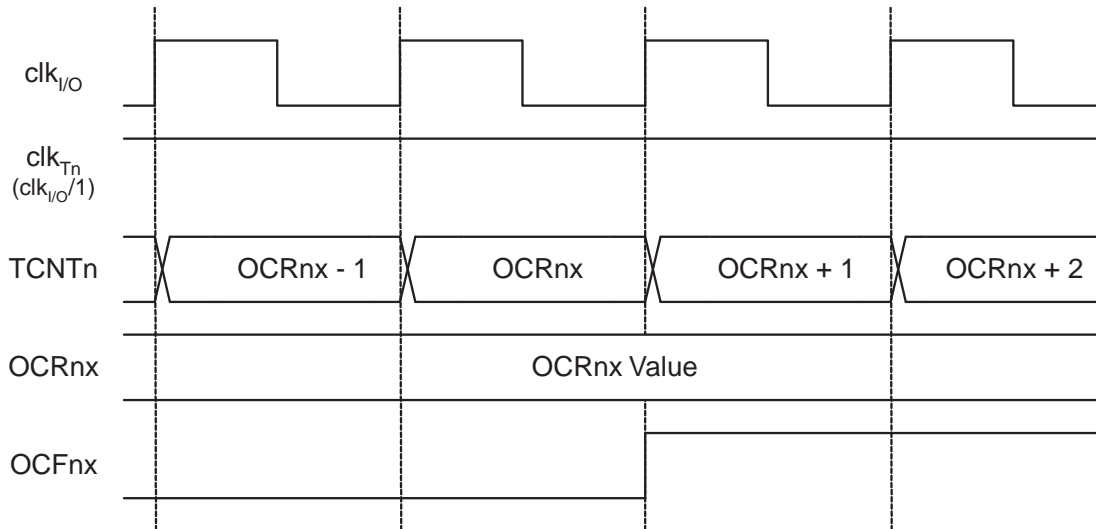 clkI/O
clkTn
(clkI/O/1)
TCNTn OCRnx - 1 OCRnx OCRnx + 1 OCRnx + 2
OCRnx OCRnx Value
OCFnx